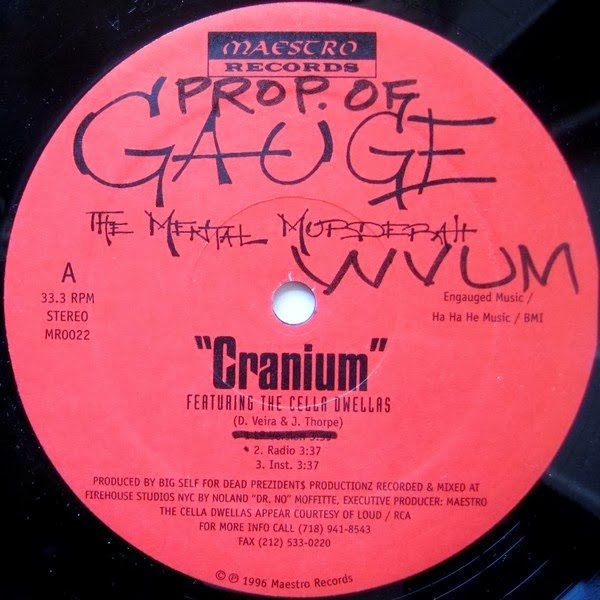 MAESTRO
RECORDS
PROP. OF
GAUGE
THE MENTAL MURDERAH
WVUM
A
33.3 RPM
STEREO
MR0022
Engauged Music /
Ha Ha He Music / BMI
"Cranium"
FEATURING THE CELLA DWELLAS
(D. Veira & J. Thorpe)
2. Radio 3:37
3. Inst. 3:37
PRODUCED BY BIG SELF FOR DEAD PREZIDENT$ PRODUCTIONZ RECORDED & MIXED AT
FIREHOUSE STUDIOS NYC BY NOLAND "DR. NO" MOFFITTE, EXECUTIVE PRODUCER: MAESTRO
THE CELLA DWELLAS APPEAR COURTESY OF LOUD / RCA
FOR MORE INFO CALL (718) 941-8543
FAX (212) 533-0220
© ℗ 1996 Maestro Records